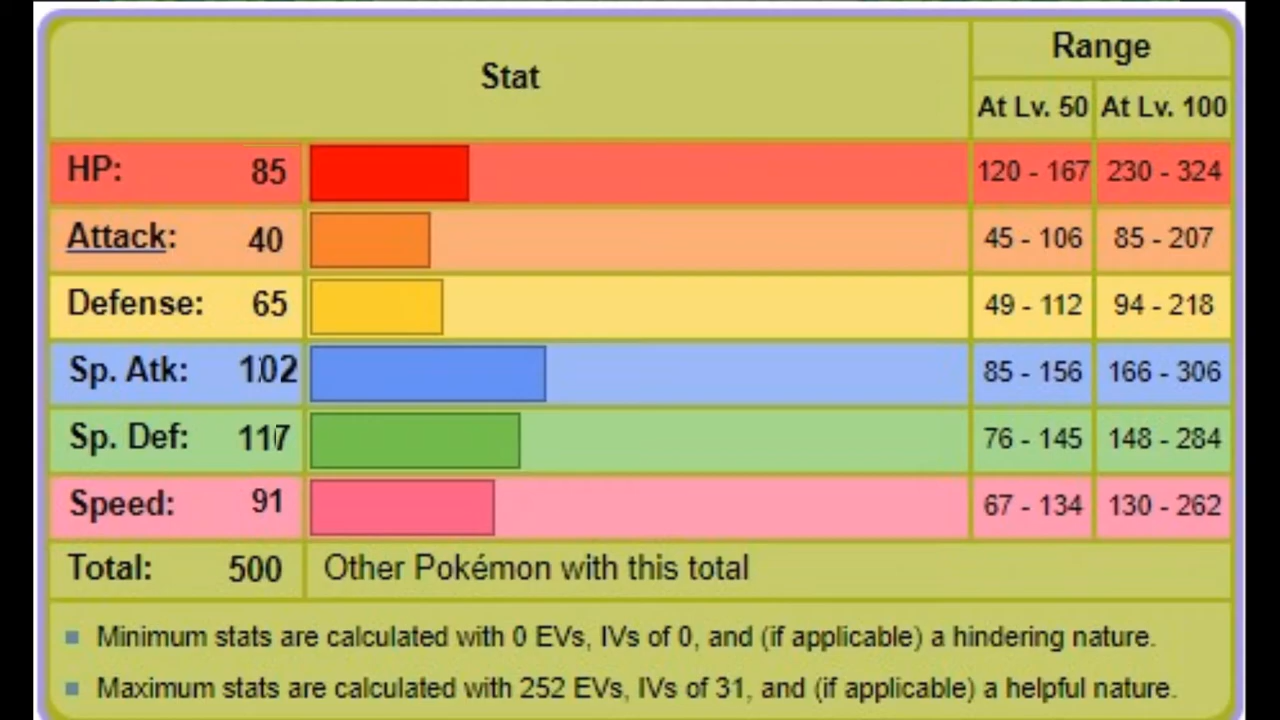 Stat
Range
At Lv. 50 At Lv. 100
HP: 85 120 - 167 230 - 324
Attack: 40 45 - 106 85 - 207
Defense: 65 49 - 112 94 - 218
Sp. Atk: 102 85 - 156 166 - 306
Sp. Def: 117 76 - 145 148 - 284
Speed: 91 67 - 134 130 - 262
Total: 500 Other Pokémon with this total
Minimum stats are calculated with 0 EVs, IVs of 0, and (if applicable) a hindering nature.
Maximum stats are calculated with 252 EVs, IVs of 31, and (if applicable) a helpful nature.